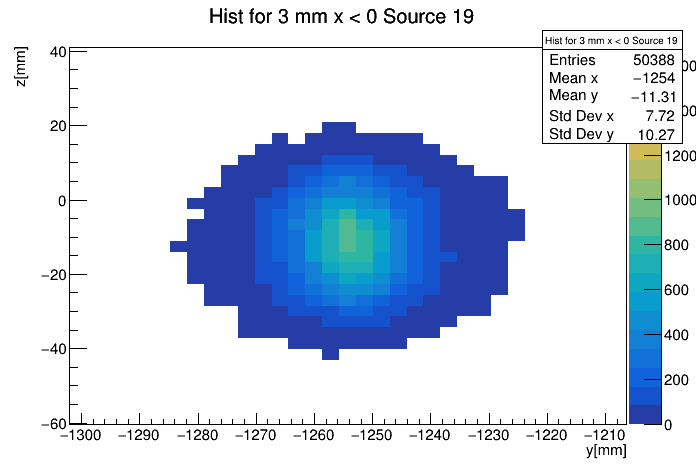 Hist for 3 mm x < 0 Source 19
Hist for 3 mm x < 0 Source 19
Entries 50388
Mean x −1254
Mean y −11.31
Std Dev x 7.72
Std Dev y 10.27
z[mm]
40
20
0
−20
−40
−60
−1300 −1290 −1280 −1270 −1260 −1250 −1240 −1230 −1220 −1210
y[mm]
1200
1000
800
600
400
200
0